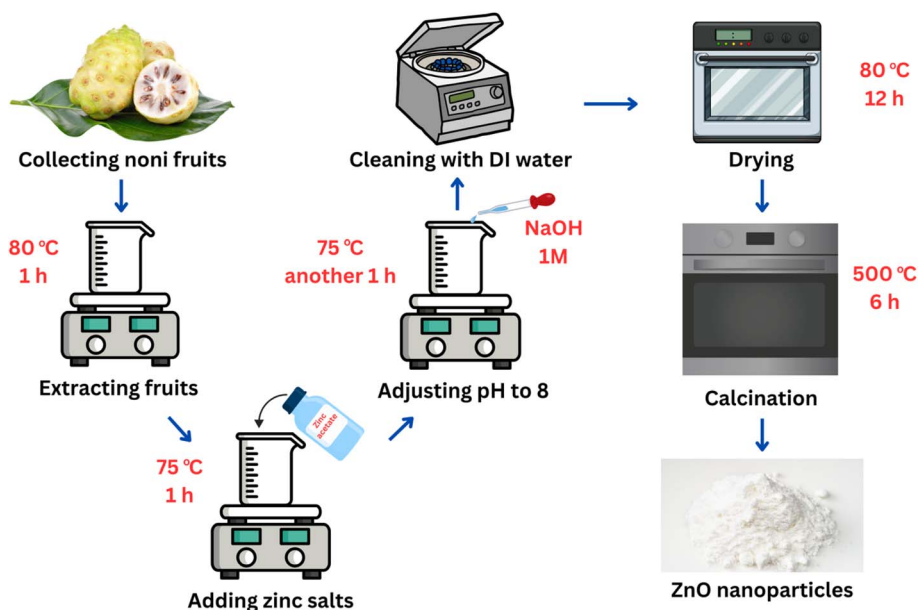 Collecting noni fruits
80 °C
1 h
Extracting fruits
75 °C
1 h
Zinc
acetate
Adding zinc salts
75 °C
another 1 h
NaOH
1M
Adjusting pH to 8
Cleaning with DI water
80 °C
12 h
Drying
500 °C
6 h
Calcination
ZnO nanoparticles